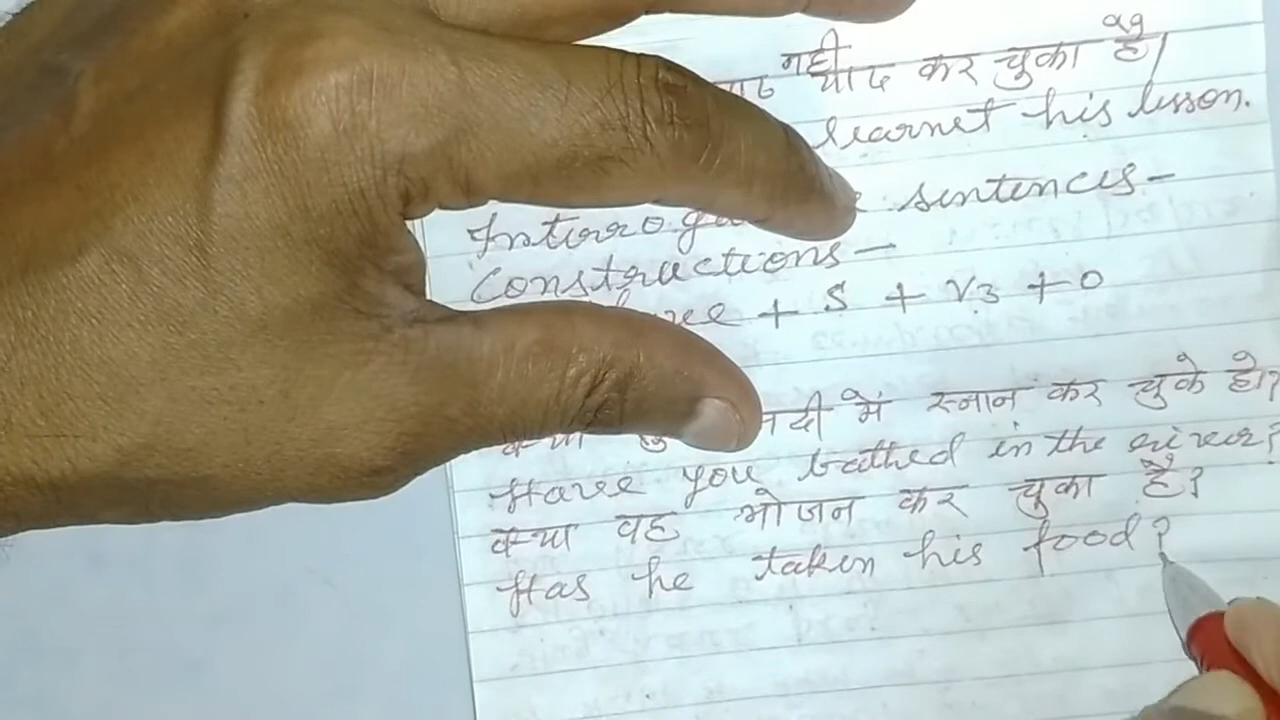 वह
नहीं याद कर चुका है।
learnet his lesson.
sentences-
Constructions-
+ S + V3 + O
नदी में स्नान कर चुके हो?
Have you bathed in the river?
क्या वह भोजन कर चुका है?
Has he taken his food?